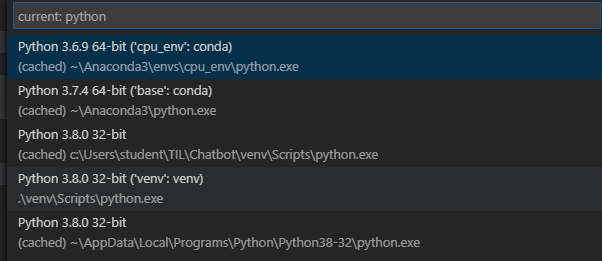 current: python
Python 3.6.9 64-bit ('cpu_env': conda)
(cached) ~\Anaconda3\envs\cpu_env\python.exe
Python 3.7.4 64-bit ('base': conda)
(cached) ~\Anaconda3\python.exe
Python 3.8.0 32-bit
(cached) c:\Users\student\TIL\Chatbot\venv\Scripts\python.exe
Python 3.8.0 32-bit ('venv': venv)
.\venv\Scripts\python.exe
Python 3.8.0 32-bit
(cached) ~\AppData\Local\Programs\Python\Python38-32\python.exe